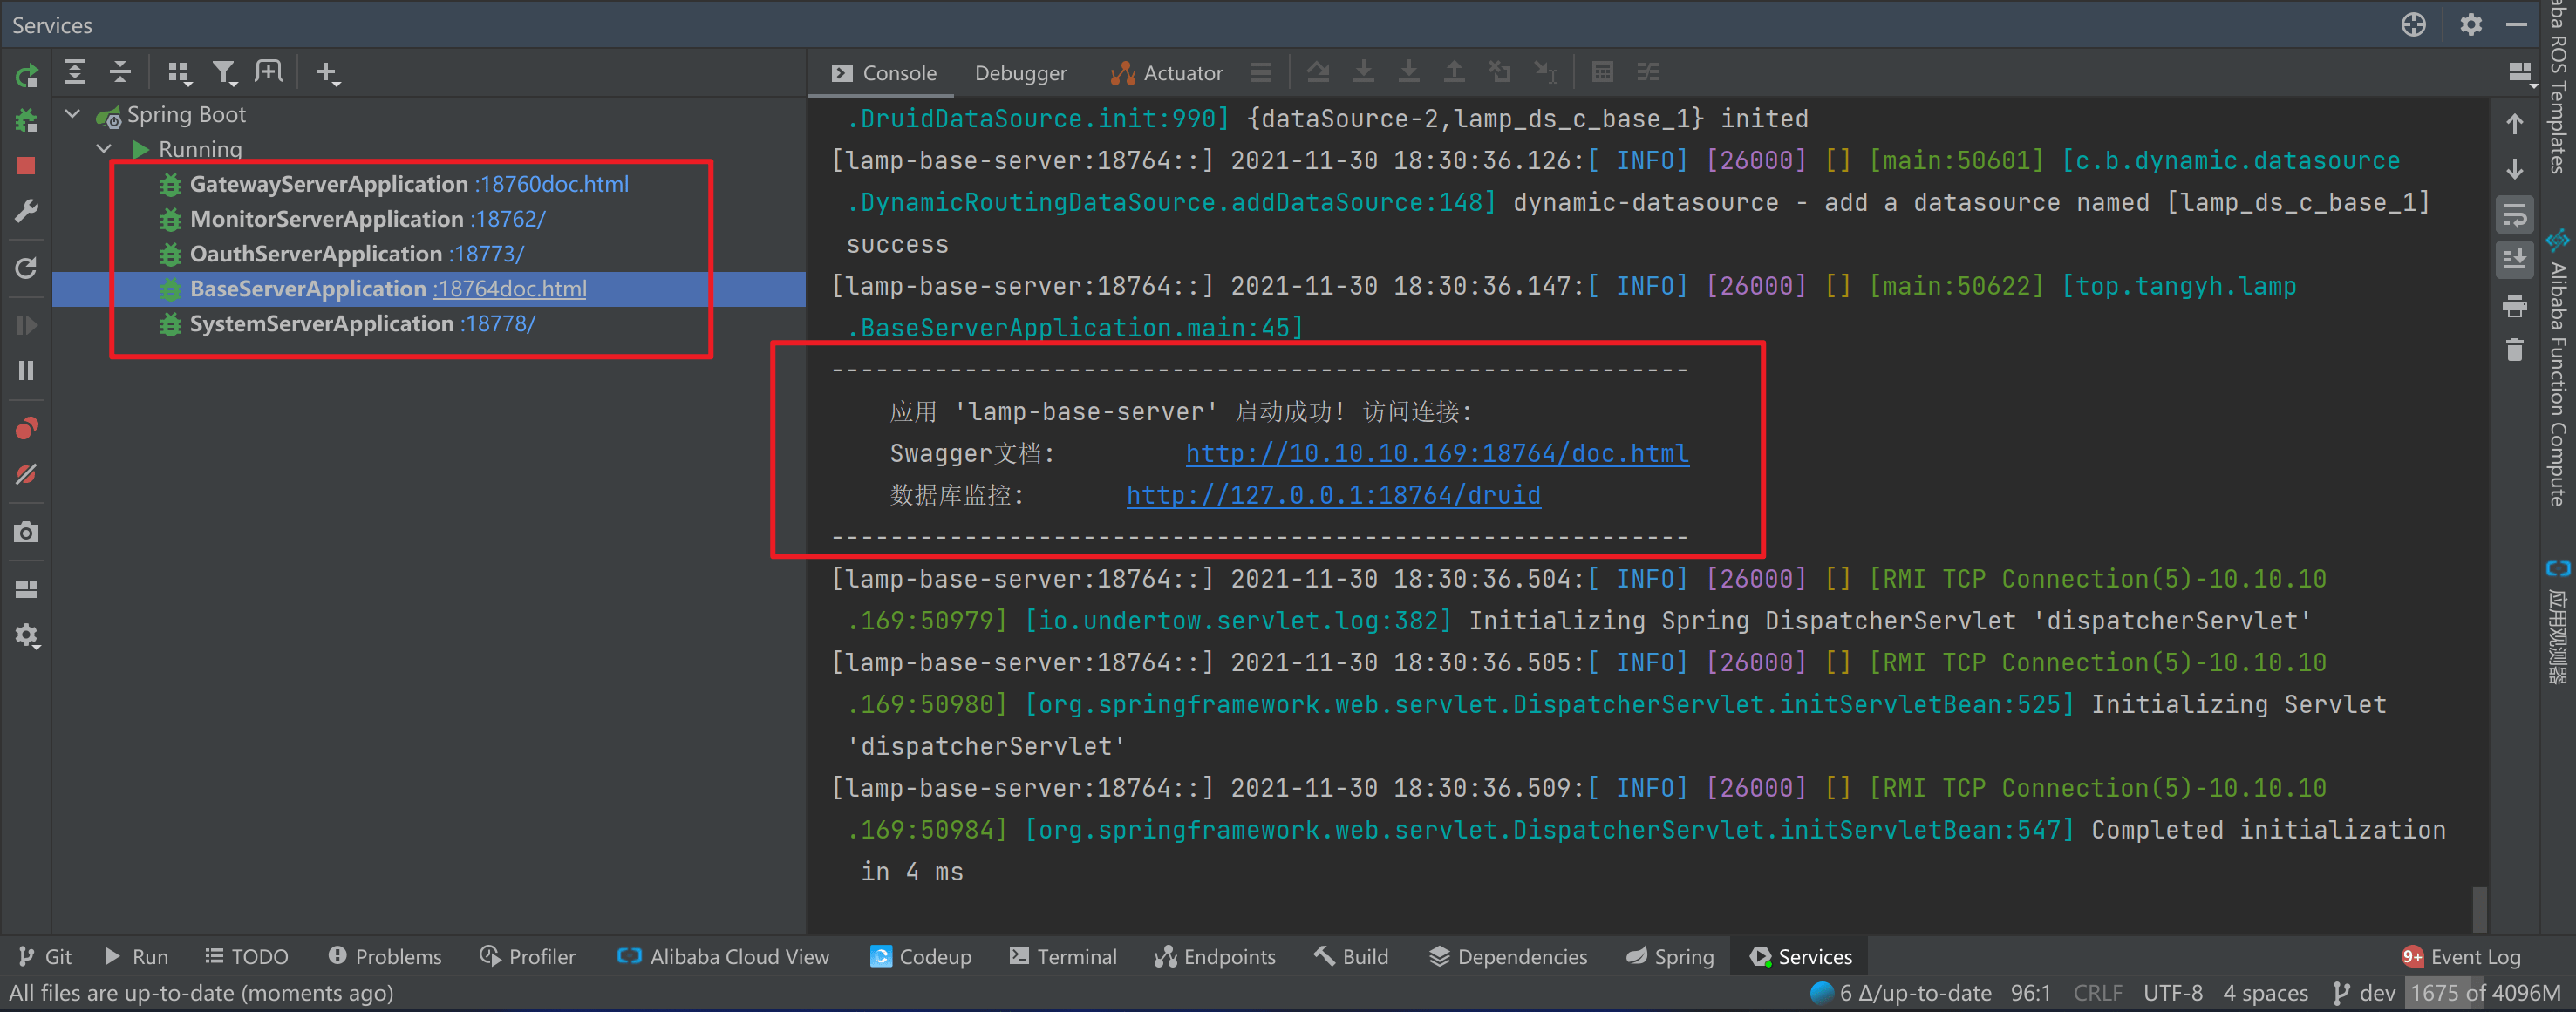 Services
Console Debugger Actuator
Spring Boot
Running
GatewayServerApplication :18760doc.html
MonitorServerApplication :18762/
OauthServerApplication :18773/
BaseServerApplication :18764doc.html
SystemServerApplication :18778/
.DruidDataSource.init:990] {dataSource-2,lamp_ds_c_base_1} inited
[lamp-base-server:18764::] 2021-11-30 18:30:36.126:[ INFO] [26000] [] [main:50601] [c.b.dynamic.datasource
.DynamicRoutingDataSource.addDataSource:148] dynamic-datasource - add a datasource named [lamp_ds_c_base_1]
success
[lamp-base-server:18764::] 2021-11-30 18:30:36.147:[ INFO] [26000] [] [main:50622] [top.tangyh.lamp
.BaseServerApplication.main:45]
----------------------------------------------------------
应用 'lamp-base-server' 启动成功! 访问连接:
Swagger文档: http://10.10.10.169:18764/doc.html
数据库监控: http://127.0.0.1:18764/druid
----------------------------------------------------------
[lamp-base-server:18764::] 2021-11-30 18:30:36.504:[ INFO] [26000] [] [RMI TCP Connection(5)-10.10.10
.169:50979] [io.undertow.servlet.log:382] Initializing Spring DispatcherServlet 'dispatcherServlet'
[lamp-base-server:18764::] 2021-11-30 18:30:36.505:[ INFO] [26000] [] [RMI TCP Connection(5)-10.10.10
.169:50980] [org.springframework.web.servlet.DispatcherServlet.initServletBean:525] Initializing Servlet
'dispatcherServlet'
[lamp-base-server:18764::] 2021-11-30 18:30:36.509:[ INFO] [26000] [] [RMI TCP Connection(5)-10.10.10
.169:50984] [org.springframework.web.servlet.DispatcherServlet.initServletBean:547] Completed initialization
in 4 ms
aba ROS Templates
Alibaba Function Compute
应用观测器
Git Run TODO Problems Profiler Alibaba Cloud View Codeup Terminal Endpoints Build Dependencies Spring Services 9+ Event Log
All files are up-to-date (moments ago) 6 Δ/up-to-date 96:1 CRLF UTF-8 4 spaces dev 1675 of 4096M